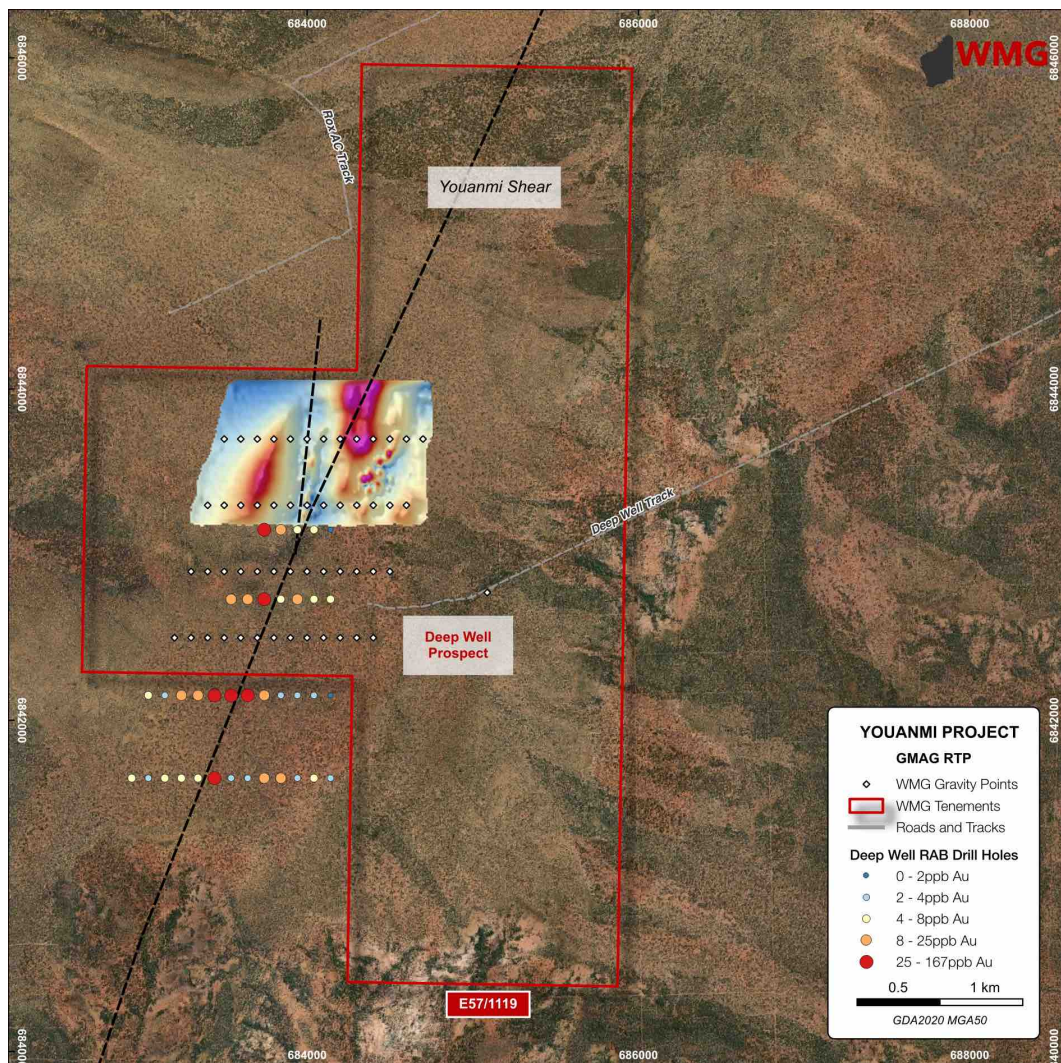 684000
686000
688000
6846000
6846000
WMG
Rox AC Track
Youanmi Shear
6844000
6844000
Deep Well Track
Deep Well
Prospect
6842000
6842000
YOUANMI PROJECT
GMAG RTP
WMG Gravity Points
WMG Tenements
Roads and Tracks
Deep Well RAB Drill Holes
0 - 2ppb Au
2 - 4ppb Au
4 - 8ppb Au
8 - 25ppb Au
25 - 167ppb Au
0.5 1 km
GDA2020 MGA50
E57/1119
684000
686000
688000